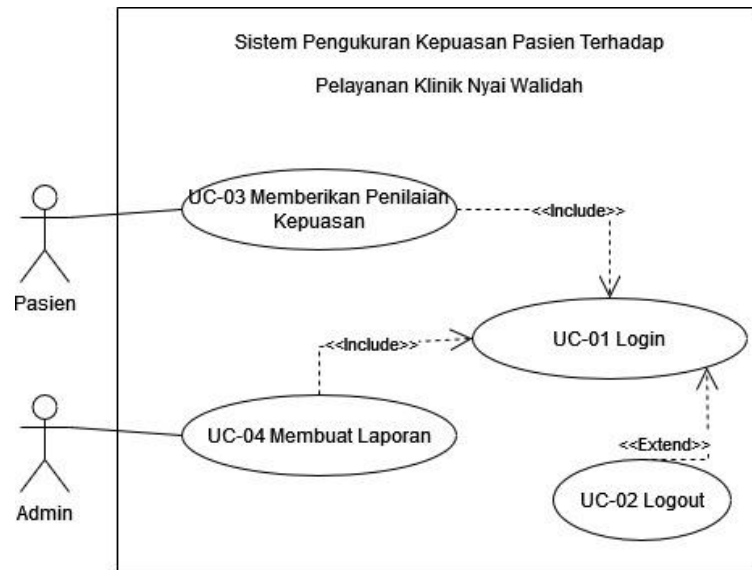 Sistem Pengukuran Kepuasan Pasien Terhadap
Pelayanan Klinik Nyai Walidah
UC-03 Memberikan Penilaian
Kepuasan
<<Include>>
Pasien
UC-01 Login
<<Include>>
UC-04 Membuat Laporan
<<Extend>>
UC-02 Logout
Admin